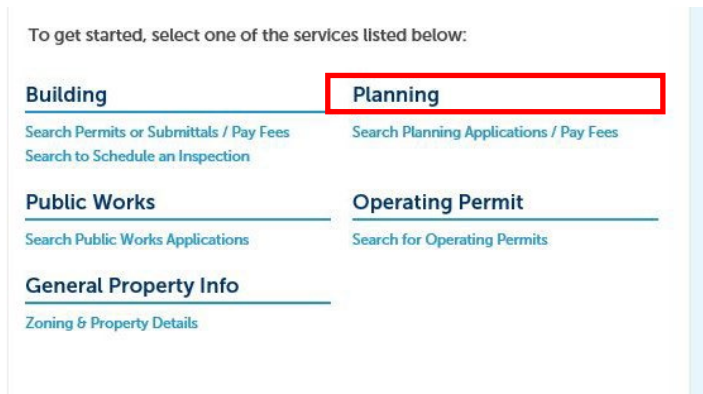 To get started, select one of the services listed below:
Building
Search Permits or Submittals / Pay Fees
Search to Schedule an Inspection
Planning
Search Planning Applications / Pay Fees
Public Works
Search Public Works Applications
Operating Permit
Search for Operating Permits
General Property Info
Zoning & Property Details